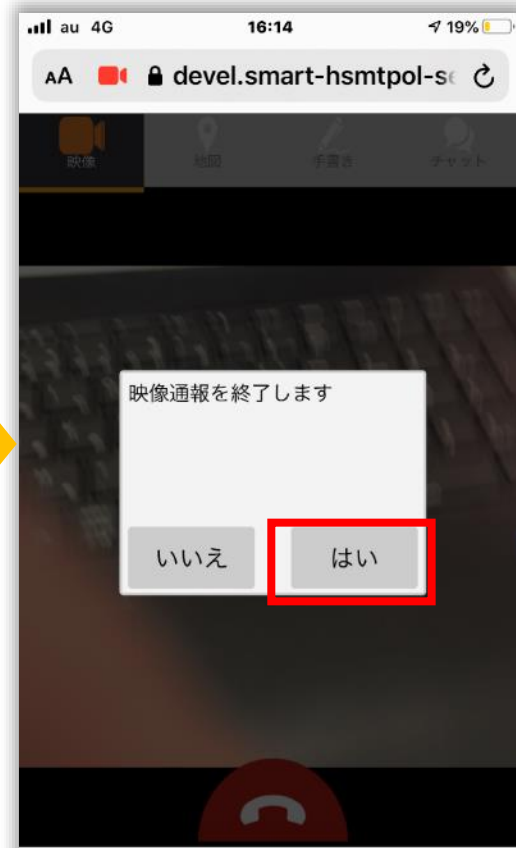 au 4G 16:14 19%
AA devel.smart-hsmtpol-se
映像 地図 手書き チャット
映像通報を終了します
いいえ はい